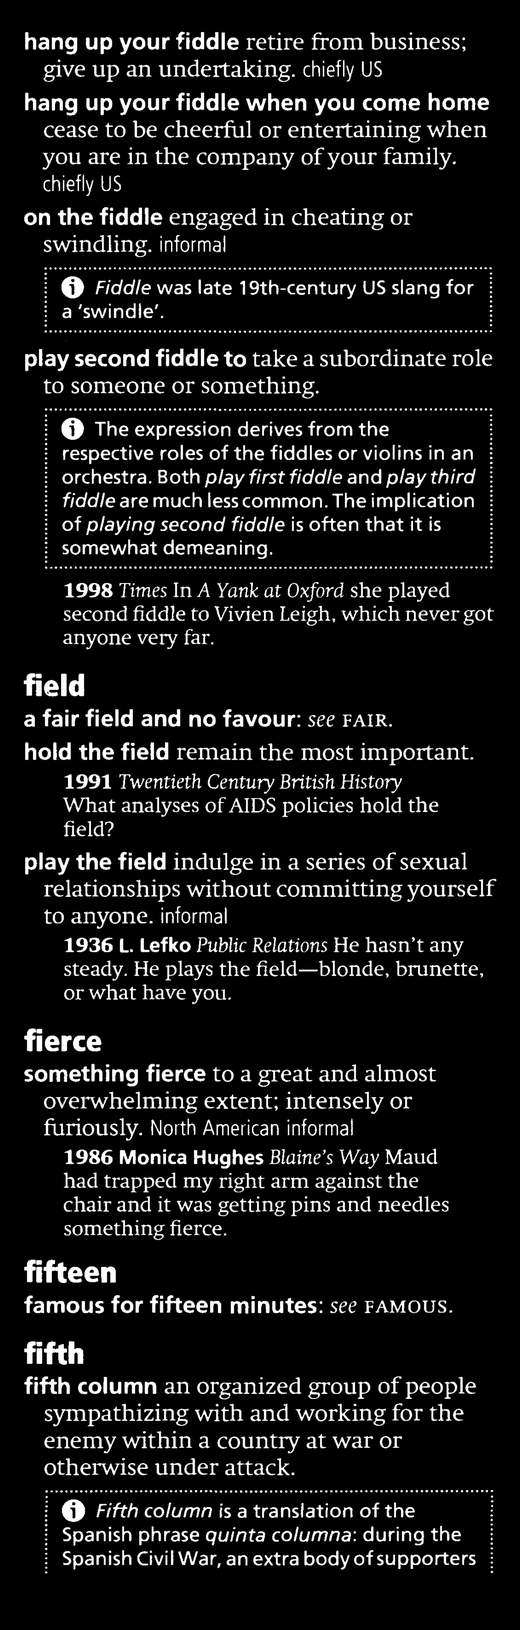 hang up your fiddle retire from business;
give up an undertaking. chiefly US
hang up your fiddle when you come home
cease to be cheerful or entertaining when
you are in the company of your family.
chiefly US
on the fiddle engaged in cheating or
swindling. informal
ⓘ Fiddle was late 19th-century US slang for
a ‘swindle’.
play second fiddle to take a subordinate role
to someone or something.
ⓘ The expression derives from the
respective roles of the fiddles or violins in an
orchestra. Both play first fiddle and play third
fiddle are much less common. The implication
of playing second fiddle is often that it is
somewhat demeaning.
1998 Times In A Yank at Oxford she played
second fiddle to Vivien Leigh, which never got
anyone very far.
field
a fair field and no favour: see FAIR.
hold the field remain the most important.
1991 Twentieth Century British History
What analyses of AIDS policies hold the
field?
play the field indulge in a series of sexual
relationships without committing yourself
to anyone. informal
1936 L. Lefko Public Relations He hasn’t any
steady. He plays the field—blonde, brunette,
or what have you.
fierce
something fierce to a great and almost
overwhelming extent; intensely or
furiously. North American informal
1986 Monica Hughes Blaine’s Way Maud
had trapped my right arm against the
chair and it was getting pins and needles
something fierce.
fifteen
famous for fifteen minutes: see FAMOUS.
fifth
fifth column an organized group of people
sympathizing with and working for the
enemy within a country at war or
otherwise under attack.
ⓘ Fifth column is a translation of the
Spanish phrase quinta columna: during the
Spanish Civil War, an extra body of supporters